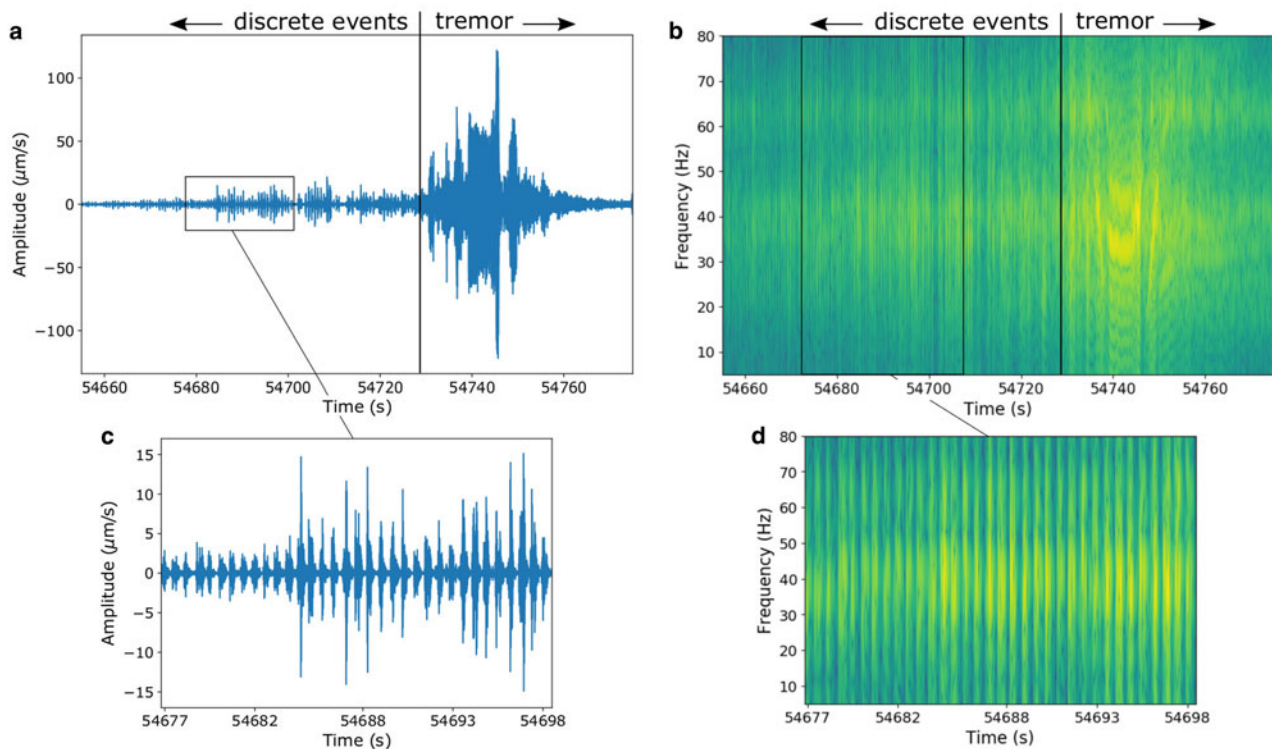 discrete events tremor
a
Amplitude (μm/s)
100
50
0
−50
−100
54660 54680 54700 54720 54740 54760
Time (s)
discrete events tremor
b
Frequency (Hz)
80
70
60
50
40
30
20
10
54660 54680 54700 54720 54740 54760
Time (s)
c
Amplitude (μm/s)
15
10
5
0
−5
−10
−15
54677 54682 54688 54693 54698
Time (s)
d
Frequency (Hz)
80
70
60
50
40
30
20
10
54677 54682 54688 54693 54698
Time (s)